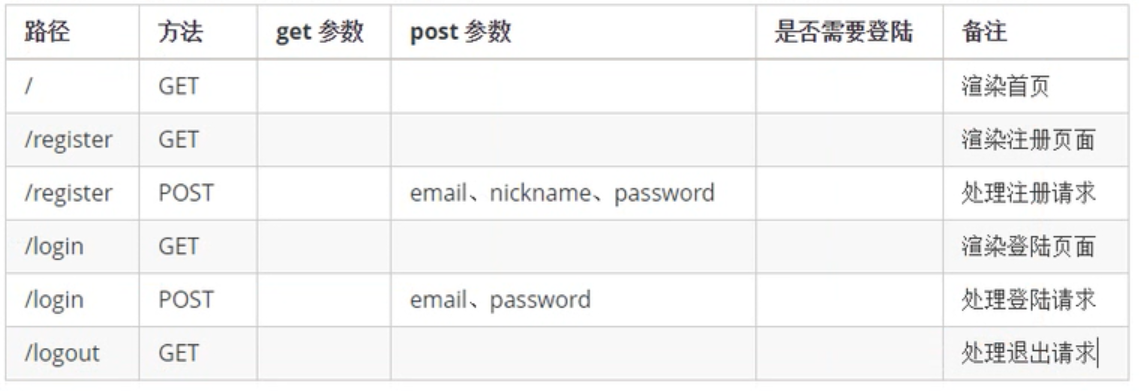 路径 方法 get 参数 post 参数 是否需要登陆 备注
/ GET 渲染首页
/register GET 渲染注册页面
/register POST email、nickname、password 处理注册请求
/login GET 渲染登陆页面
/login POST email、password 处理登陆请求
/logout GET 处理退出请求